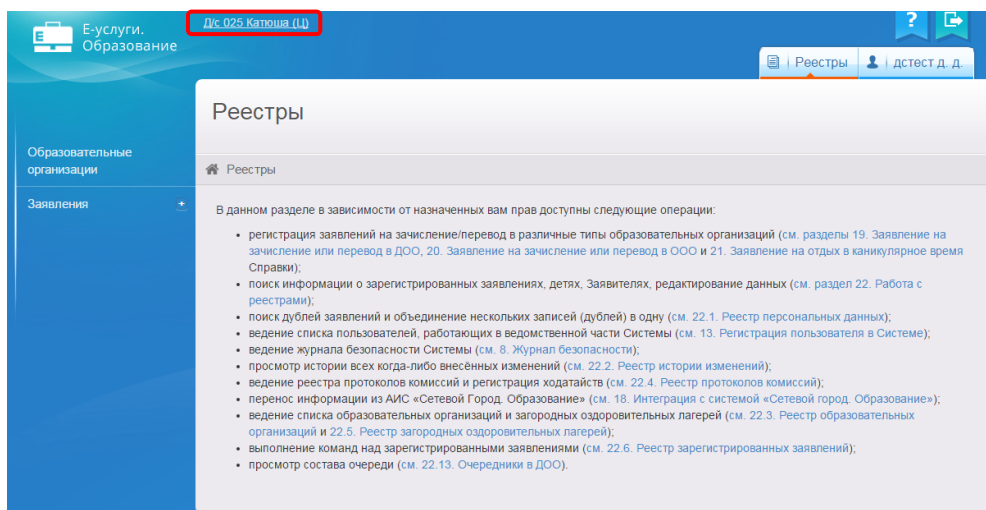 Е-услуги.
Образование
Д/с 025 Катюша (Ц)
?
Реестры
дстест д. д.
Реестры
Образовательные
организации
Реестры
Заявления +
В данном разделе в зависимости от назначенных вам прав доступны следующие операции:
• регистрация заявлений на зачисление/перевод в различные типы образовательных организаций (см. разделы 19. Заявление на
зачисление или перевод в ДОО, 20. Заявление на зачисление или перевод в ООО и 21. Заявление на отдых в каникулярное время
Справки);
• поиск информации о зарегистрированных заявлениях, детях, Заявителях, редактирование данных (см. раздел 22. Работа с
реестрами);
• поиск дублей заявлений и объединение нескольких записей (дублей) в одну (см. 22.1. Реестр персональных данных);
• ведение списка пользователей, работающих в ведомственной части Системы (см. 13. Регистрация пользователя в Системе);
• ведение журнала безопасности Системы (см. 8. Журнал безопасности);
• просмотр истории всех когда-либо внесённых изменений (см. 22.2. Реестр истории изменений);
• ведение реестра протоколов комиссий и регистрация ходатайств (см. 22.4. Реестр протоколов комиссий);
• перенос информации из АИС «Сетевой Город. Образование» (см. 18. Интеграция с системой «Сетевой город. Образование»);
• ведение списка образовательных организаций и загородных оздоровительных лагерей (см. 22.3. Реестр образовательных
организаций и 22.5. Реестр загородных оздоровительных лагерей);
• выполнение команд над зарегистрированными заявлениями (см. 22.6. Реестр зарегистрированных заявлений);
• просмотр состава очереди (см. 22.13. Очередники в ДОО).